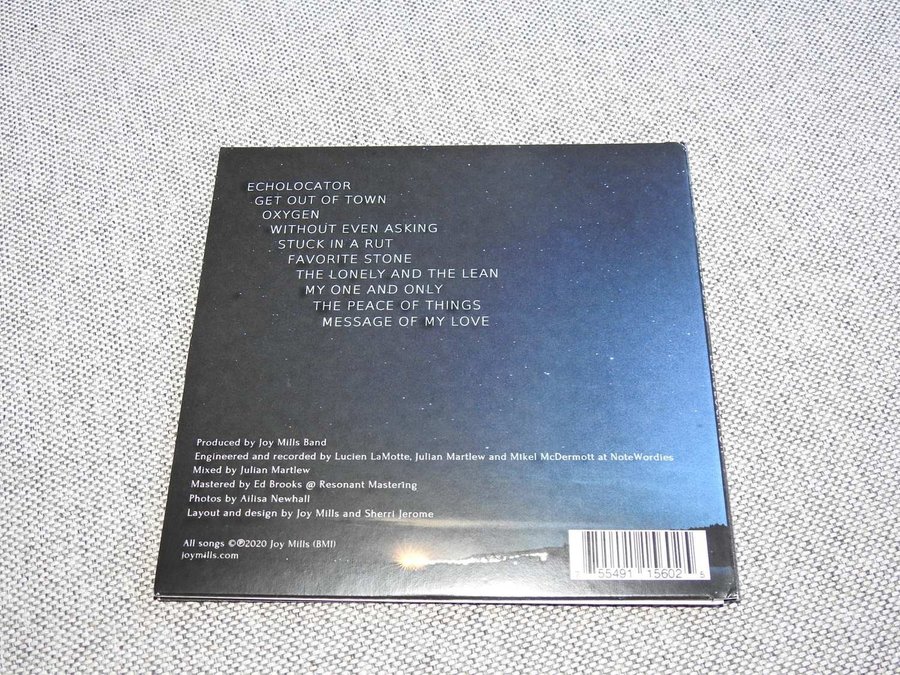 ECHOLOCATOR
GET OUT OF TOWN
OXYGEN
WITHOUT EVEN ASKING
STUCK IN A RUT
FAVORITE STONE
THE LONELY AND THE LEAN
MY ONE AND ONLY
THE PEACE OF THINGS
MESSAGE OF MY LOVE
Produced by Joy Mills Band
Engineered and recorded by Lucien LaMotte, Julian Martlew and Mikel McDermott at NoteWordies
Mixed by Julian Martlew
Mastered by Ed Brooks @ Resonant Mastering
Photos by Ailisa Newhall
Layout and design by Joy Mills and Sherri Jerome
All songs ©℗2020 Joy Mills (BMI)
joymills.com
7 55491 15602 5